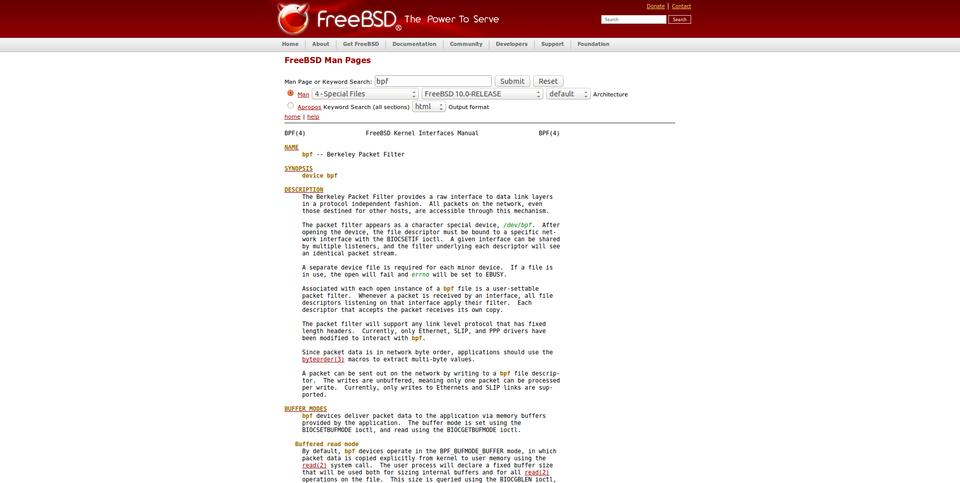 Donate | Contact
FreeBSD® The Power To Serve
Search Search
Home About Get FreeBSD Documentation Community Developers Support Foundation
FreeBSD Man Pages
Man Page or Keyword Search: bpf Submit Reset
Man 4 - Special Files FreeBSD 10.0-RELEASE default Architecture
Apropos Keyword Search (all sections) html Output format
home | help
BPF(4) FreeBSD Kernel Interfaces Manual BPF(4)
NAME
bpf -- Berkeley Packet Filter
SYNOPSIS
device bpf
DESCRIPTION
The Berkeley Packet Filter provides a raw interface to data link layers
in a protocol independent fashion. All packets on the network, even
those destined for other hosts, are accessible through this mechanism.
The packet filter appears as a character special device, /dev/bpf. After
opening the device, the file descriptor must be bound to a specific net-
work interface with the BIOCSETIF ioctl. A given interface can be shared
by multiple listeners, and the filter underlying each descriptor will see
an identical packet stream.
A separate device file is required for each minor device. If a file is
in use, the open will fail and errno will be set to EBUSY.
Associated with each open instance of a bpf file is a user-settable
packet filter. Whenever a packet is received by an interface, all file
descriptors listening on that interface apply their filter. Each
descriptor that accepts the packet receives its own copy.
The packet filter will support any link level protocol that has fixed
length headers. Currently, only Ethernet, SLIP, and PPP drivers have
been modified to interact with bpf.
Since packet data is in network byte order, applications should use the
byteorder(3) macros to extract multi-byte values.
A packet can be sent out on the network by writing to a bpf file descrip-
tor. The writes are unbuffered, meaning only one packet can be processed
per write. Currently, only writes to Ethernets and SLIP links are sup-
ported.
BUFFER MODES
bpf devices deliver packet data to the application via memory buffers
provided by the application. The buffer mode is set using the
BIOCSETBUFMODE ioctl, and read using the BIOCGETBUFMODE ioctl.
Buffered read mode
By default, bpf devices operate in the BPF_BUFMODE_BUFFER mode, in which
packet data is copied explicitly from kernel to user memory using the
read(2) system call. The user process will declare a fixed buffer size
that will be used both for sizing internal buffers and for all read(2)
operations on the file. This size is queried using the BIOCGBLEN ioctl,